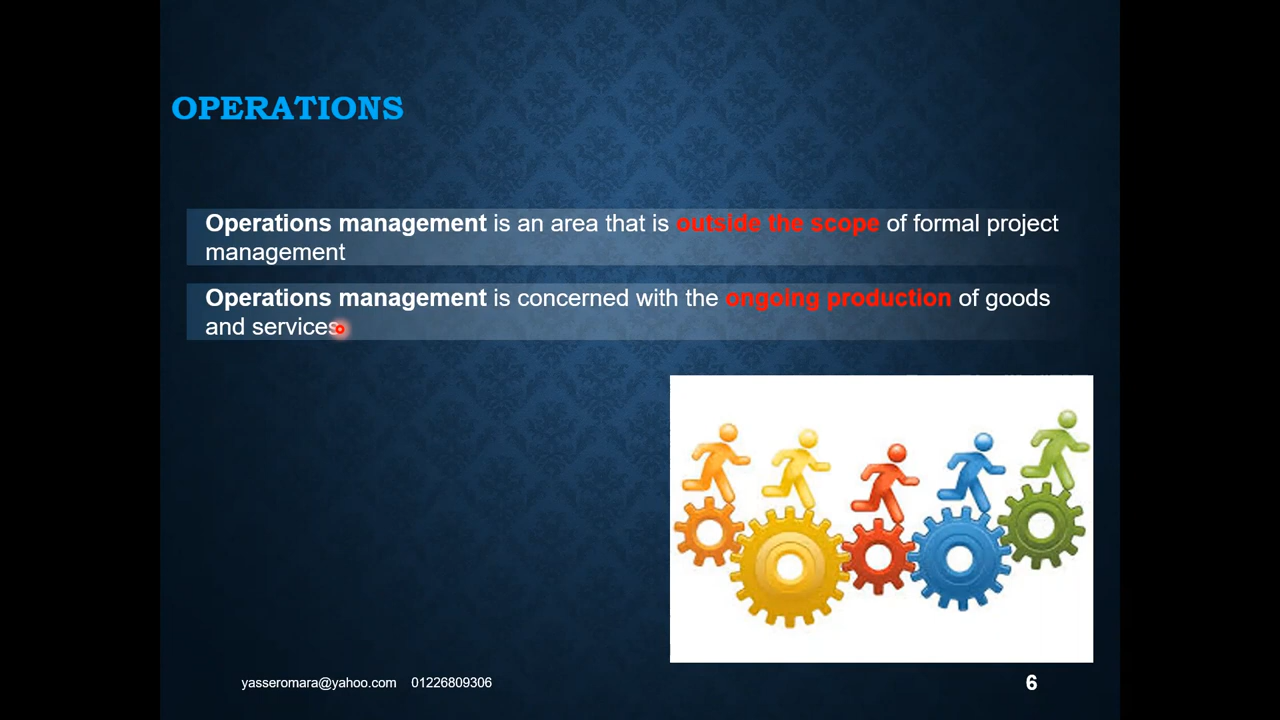 OPERATIONS
Operations management is an area that is outside the scope of formal project
management
Operations management is concerned with the ongoing production of goods
and services
yasseromara@yahoo.com 01226809306
6